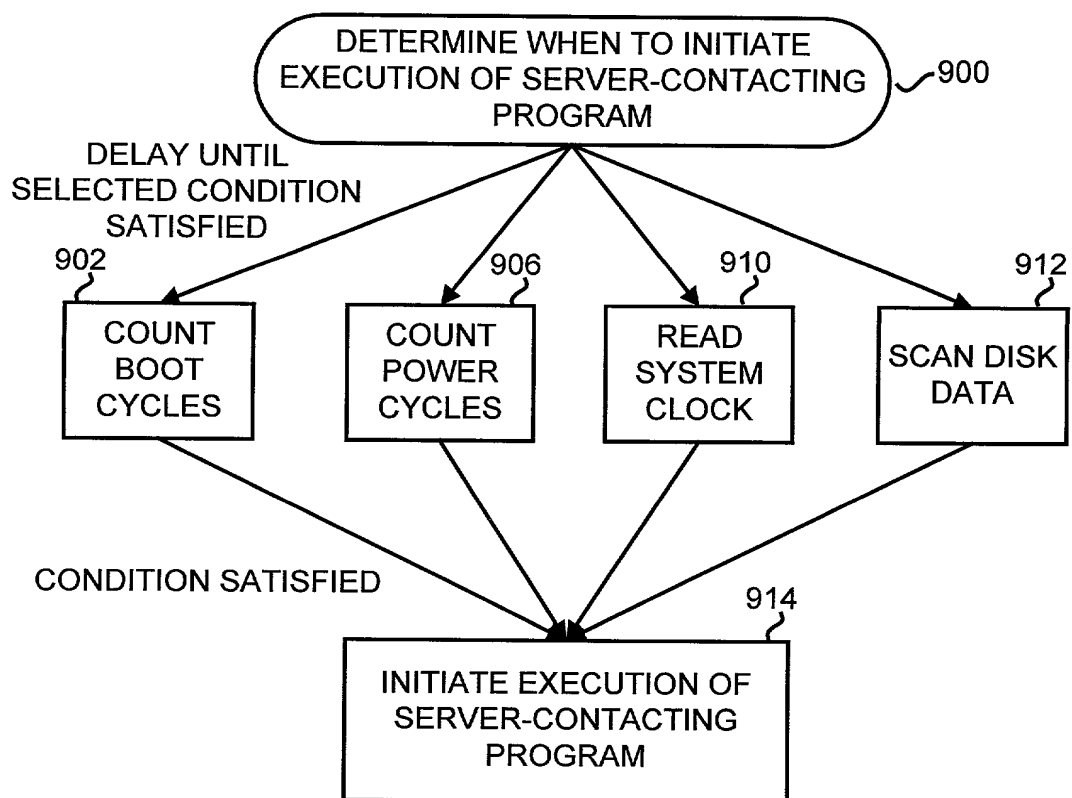 DETERMINE WHEN TO INITIATE
EXECUTION OF SERVER-CONTACTING
PROGRAM
900
DELAY UNTIL
SELECTED CONDITION
SATISFIED
902
906
910
912
COUNT
BOOT
CYCLES
COUNT
POWER
CYCLES
READ
SYSTEM
CLOCK
SCAN DISK
DATA
CONDITION SATISFIED
914
INITIATE EXECUTION OF
SERVER-CONTACTING
PROGRAM